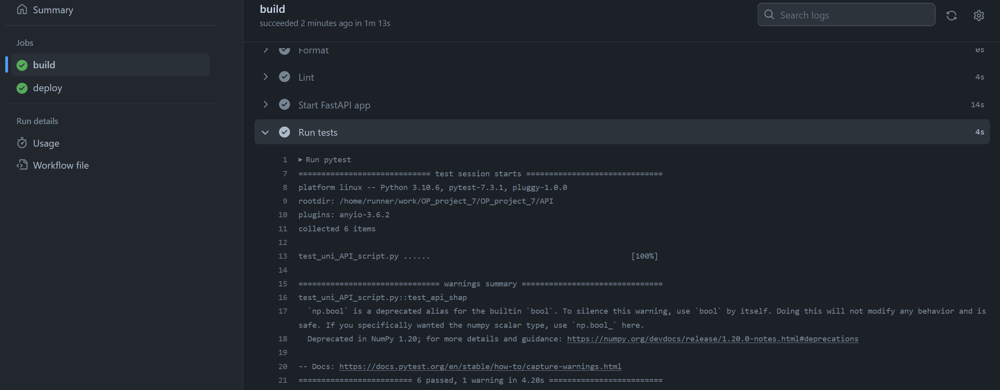 Summary
Jobs
build
deploy
Run details
Usage
Workflow file
build
succeeded 2 minutes ago in 1m 13s
Search logs
Format 0s
Lint 4s
Start FastAPI app 14s
Run tests 4s
1 Run pytest
7 ============================= test session starts ==============================
8 platform linux -- Python 3.10.6, pytest-7.3.1, pluggy-1.0.0
9 rootdir: /home/runner/work/OP_project_7/OP_project_7/API
10 plugins: anyio-3.6.2
11 collected 6 items
12
13 test_uni_API_script.py ...... [100%]
14
15 =============================== warnings summary ===============================
16 test_uni_API_script.py::test_api_shap
17 `np.bool` is a deprecated alias for the builtin `bool`. To silence this warning, use `bool` by itself. Doing this will not modify any behavior and is
safe. If you specifically wanted the numpy scalar type, use `np.bool_` here.
18 Deprecated in NumPy 1.20; for more details and guidance: https://numpy.org/devdocs/release/1.20.0-notes.html#deprecations
19
20 -- Docs: https://docs.pytest.org/en/stable/how-to/capture-warnings.html
21 ========================= 6 passed, 1 warning in 4.20s =========================